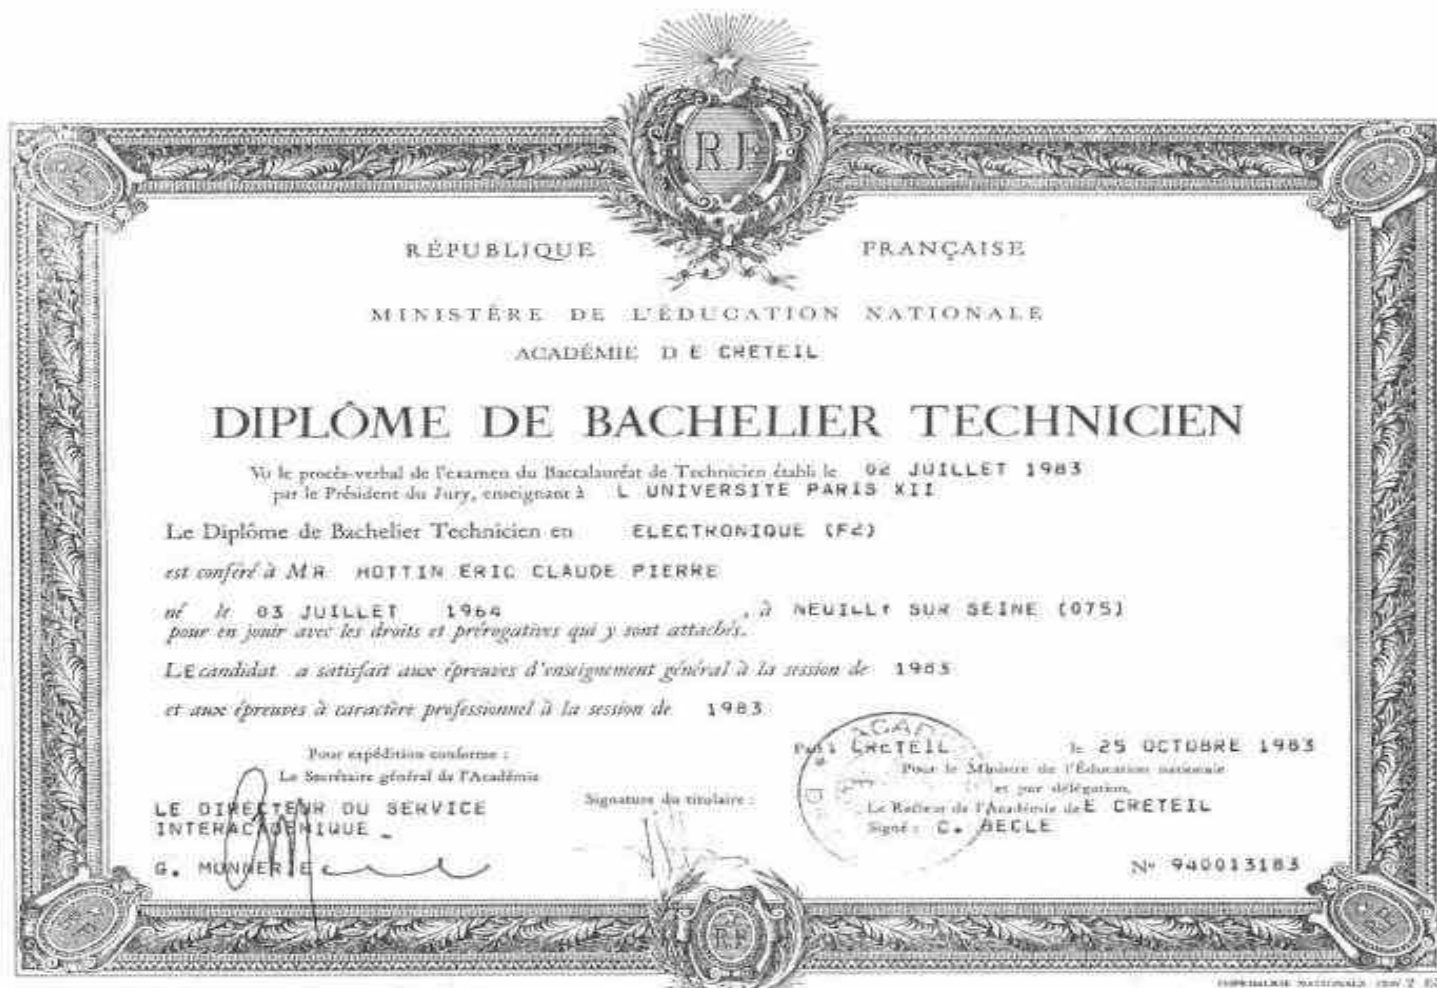 RF
RÉPUBLIQUE FRANÇAISE
MINISTÈRE DE L'ÉDUCATION NATIONALE
ACADÉMIE DE CRETEIL
DIPLÔME DE BACHELIER TECHNICIEN
Vu le procès-verbal de l'examen du Baccalauréat de Technicien établi le 02 JUILLET 1983
par le Président du Jury, enseignant à L UNIVERSITE PARIS XII
Le Diplôme de Bachelier Technicien en ELECTRONIQUE (F2)
est conféré à MR HOTTIN ERIC CLAUDE PIERRE
né le 03 JUILLET 1964, à NEUILLY SUR SEINE (075)
pour en jouir avec les droits et prérogatives qui y sont attachés.
LE candidat a satisfait aux épreuves d'enseignement général à la session de 1983
et aux épreuves à caractère professionnel à la session de 1983
Pour expédition conforme :
Le Secrétaire général de l'Académie
LE DIRECTEUR DU SERVICE
INTERACADEMIQUE
G. MUNNERIE
Signature du titulaire :
CRETEIL le 25 OCTOBRE 1983
Pour le Ministre de l'Éducation nationale
et par délégation,
Le Recteur de l'Académie de E CRETEIL
Signé : C. BECLE
N° 940013183
RF
IMPRIMERIE NATIONALE